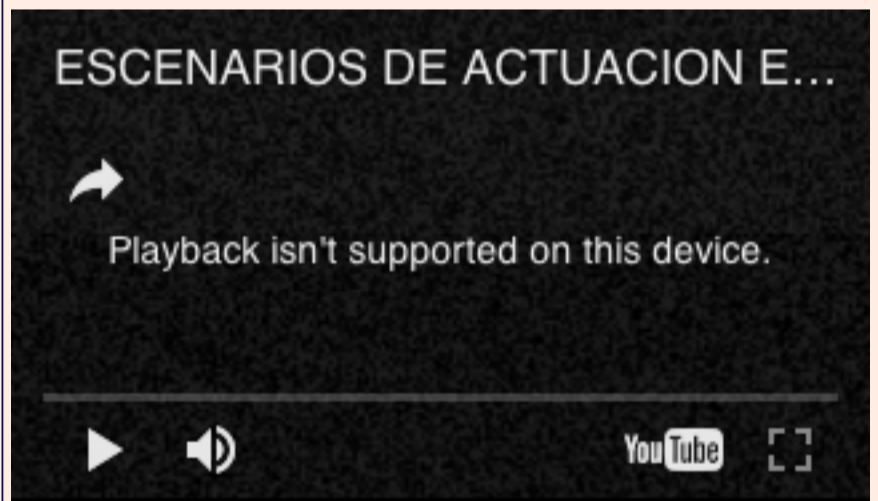 ESCENARIOS DE ACTUACION E...
Playback isn't supported on this device.
YouTube